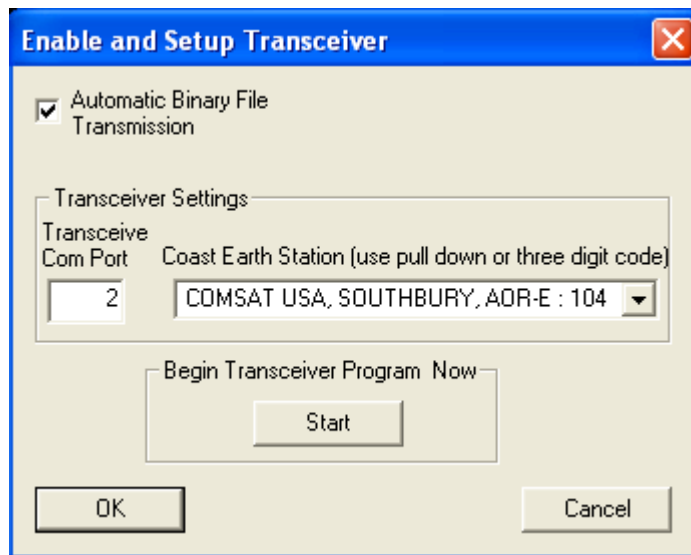 Enable and Setup Transceiver
Automatic Binary File
Transmission
Transceiver Settings
Transceive
Com Port
Coast Earth Station (use pull down or three digit code)
2
COMSAT USA, SOUTHBURY, AOR-E : 104
Begin Transceiver Program Now
Start
OK
Cancel